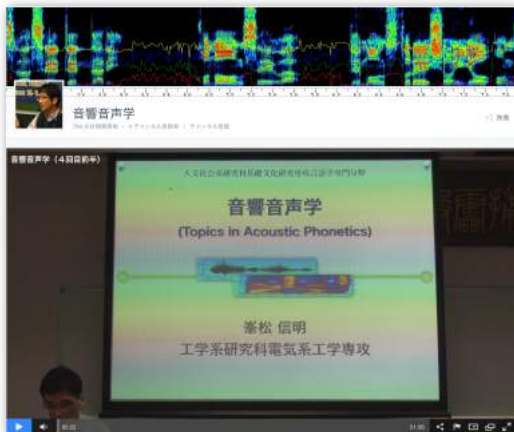 音響音声学
共有
音響音声学（４回目前半）
人文社会系研究科基礎文化研究専攻言語学専門分野
音響音声学
(Topics in Acoustic Phonetics)
峯松 信明
工学系研究科電気系工学専攻